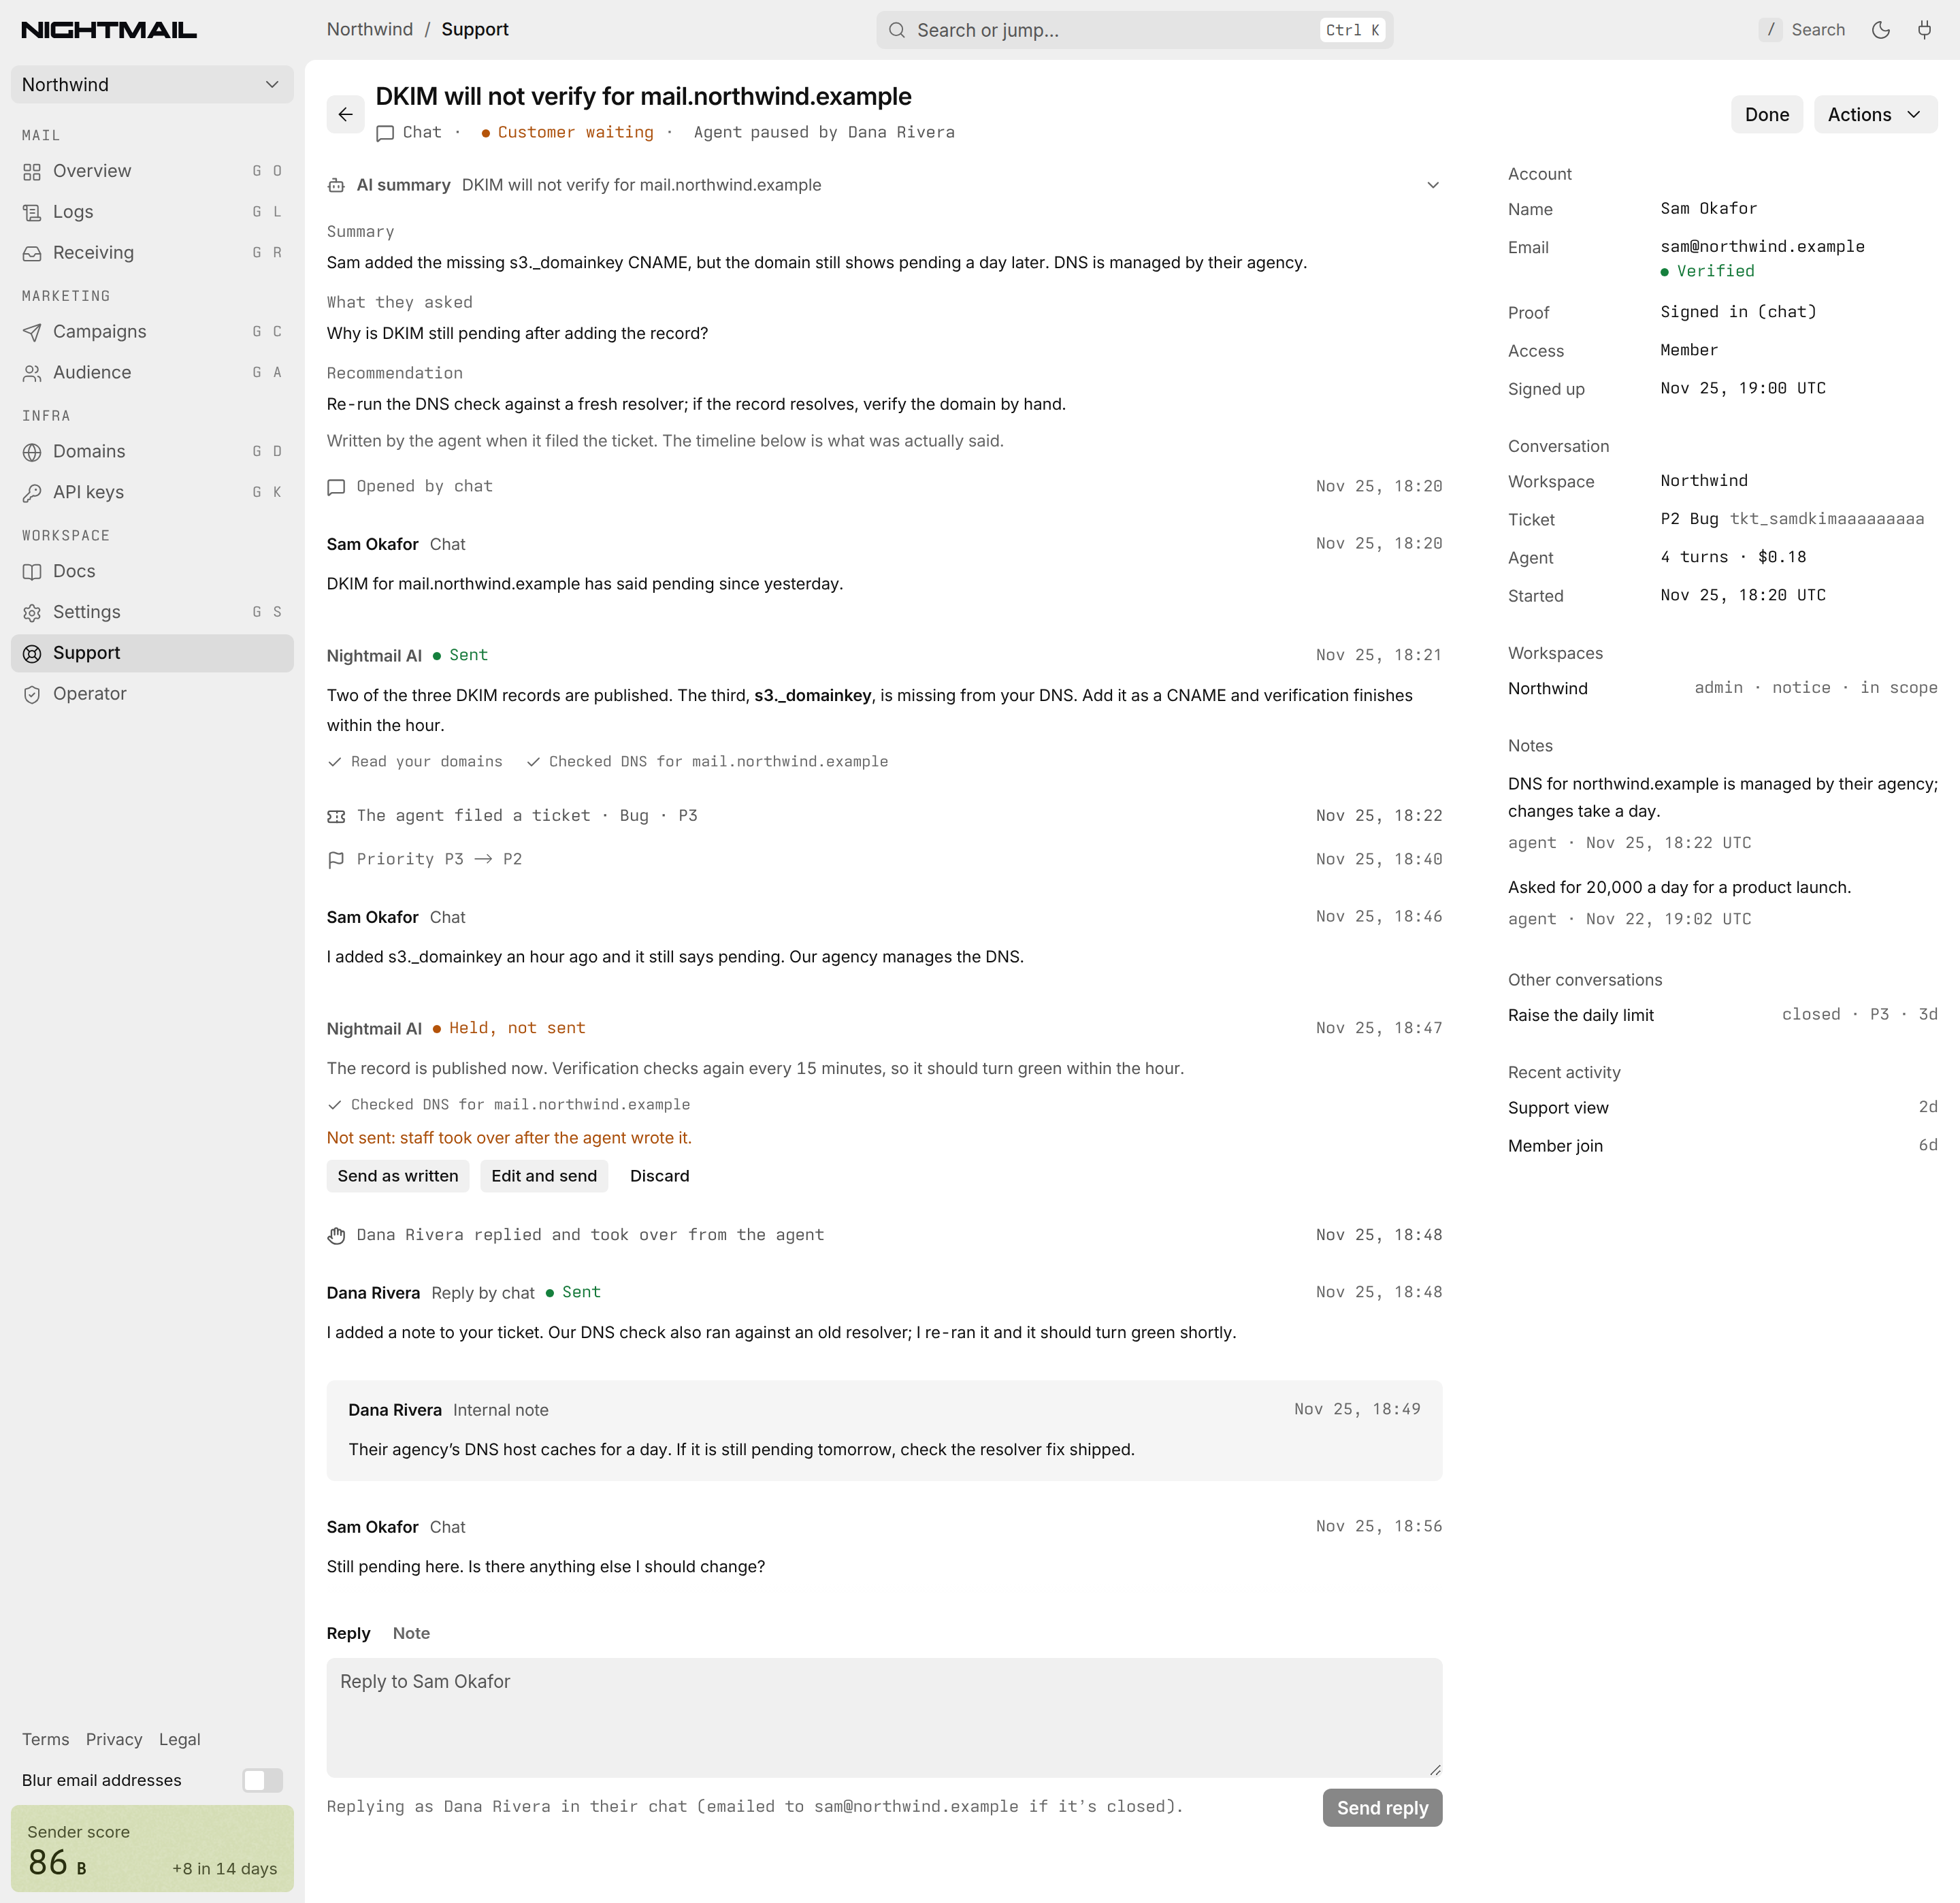 NIGHTMAIL
Northwind / Support
Search or jump... Ctrl K
/ Search
Northwind
MAIL
Overview G O
Logs G L
Receiving G R
MARKETING
Campaigns G C
Audience G A
INFRA
Domains G D
API keys G K
WORKSPACE
Docs
Settings G S
Support
Operator
Terms Privacy Legal
Blur email addresses
Sender score
86 B +8 in 14 days
DKIM will not verify for mail.northwind.example
Chat · Customer waiting · Agent paused by Dana Rivera
Done
Actions
AI summary DKIM will not verify for mail.northwind.example
Summary
Sam added the missing s3._domainkey CNAME, but the domain still shows pending a day later. DNS is managed by their agency.
What they asked
Why is DKIM still pending after adding the record?
Recommendation
Re-run the DNS check against a fresh resolver; if the record resolves, verify the domain by hand.
Written by the agent when it filed the ticket. The timeline below is what was actually said.
Opened by chat Nov 25, 18:20
Sam Okafor Chat Nov 25, 18:20
DKIM for mail.northwind.example has said pending since yesterday.
Nightmail AI Sent Nov 25, 18:21
Two of the three DKIM records are published. The third, s3._domainkey, is missing from your DNS. Add it as a CNAME and verification finishes
within the hour.
Read your domains Checked DNS for mail.northwind.example
The agent filed a ticket · Bug · P3 Nov 25, 18:22
Priority P3 → P2 Nov 25, 18:40
Sam Okafor Chat Nov 25, 18:46
I added s3._domainkey an hour ago and it still says pending. Our agency manages the DNS.
Nightmail AI Held, not sent Nov 25, 18:47
The record is published now. Verification checks again every 15 minutes, so it should turn green within the hour.
Checked DNS for mail.northwind.example
Not sent: staff took over after the agent wrote it.
Send as written Edit and send Discard
Dana Rivera replied and took over from the agent Nov 25, 18:48
Dana Rivera Reply by chat Sent Nov 25, 18:48
I added a note to your ticket. Our DNS check also ran against an old resolver; I re-ran it and it should turn green shortly.
Dana Rivera Internal note Nov 25, 18:49
Their agency's DNS host caches for a day. If it is still pending tomorrow, check the resolver fix shipped.
Sam Okafor Chat Nov 25, 18:56
Still pending here. Is there anything else I should change?
Reply Note
Reply to Sam Okafor
Replying as Dana Rivera in their chat (emailed to sam@northwind.example if it's closed).
Send reply
Account
Name Sam Okafor
Email sam@northwind.example
Verified
Proof Signed in (chat)
Access Member
Signed up Nov 25, 19:00 UTC
Conversation
Workspace Northwind
Ticket P2 Bug tkt_samdkimaaaaaaaaa
Agent 4 turns · $0.18
Started Nov 25, 18:20 UTC
Workspaces
Northwind admin · notice · in scope
Notes
DNS for northwind.example is managed by their agency;
changes take a day.
agent · Nov 25, 18:22 UTC
Asked for 20,000 a day for a product launch.
agent · Nov 22, 19:02 UTC
Other conversations
Raise the daily limit closed · P3 · 3d
Recent activity
Support view 2d
Member join 6d